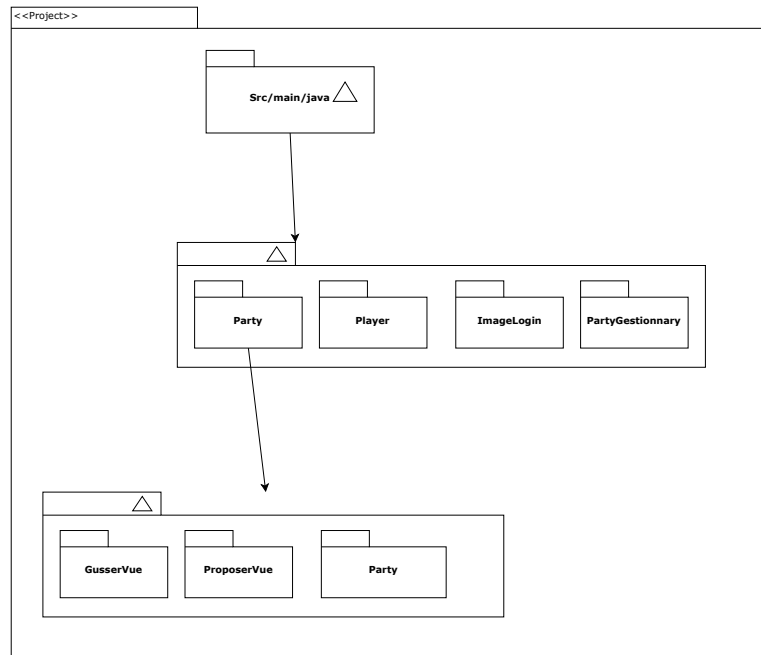 <<Project>>
Src/main/java
Party
Player
ImageLogin
PartyGestionnary
GusserVue
ProposerVue
Party